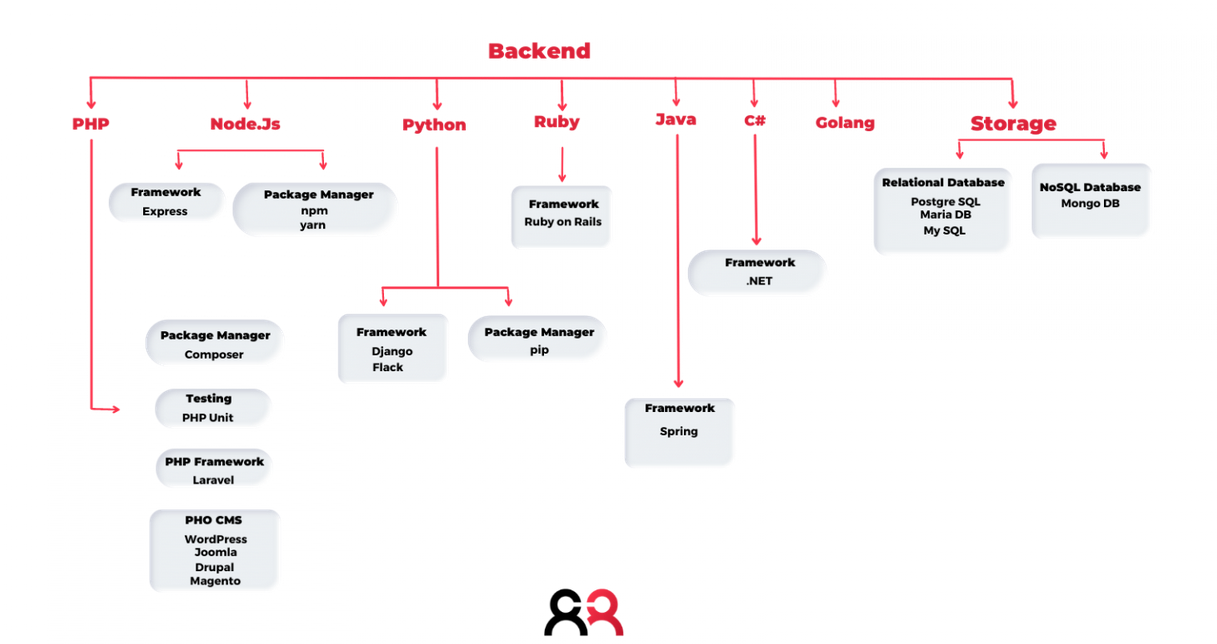 Backend
PHP
Node.Js
Python
Ruby
Java
C#
Golang
Storage
Framework
Express
Package Manager
npm
yarn
Framework
Ruby on Rails
Relational Database
Postgre SQL
Maria DB
My SQL
NoSQL Database
Mongo DB
Framework
.NET
Package Manager
Composer
Testing
PHP Unit
PHP Framework
Laravel
PHO CMS
WordPress
Joomla
Drupal
Magento
Framework
Django
Flack
Package Manager
pip
Framework
Spring